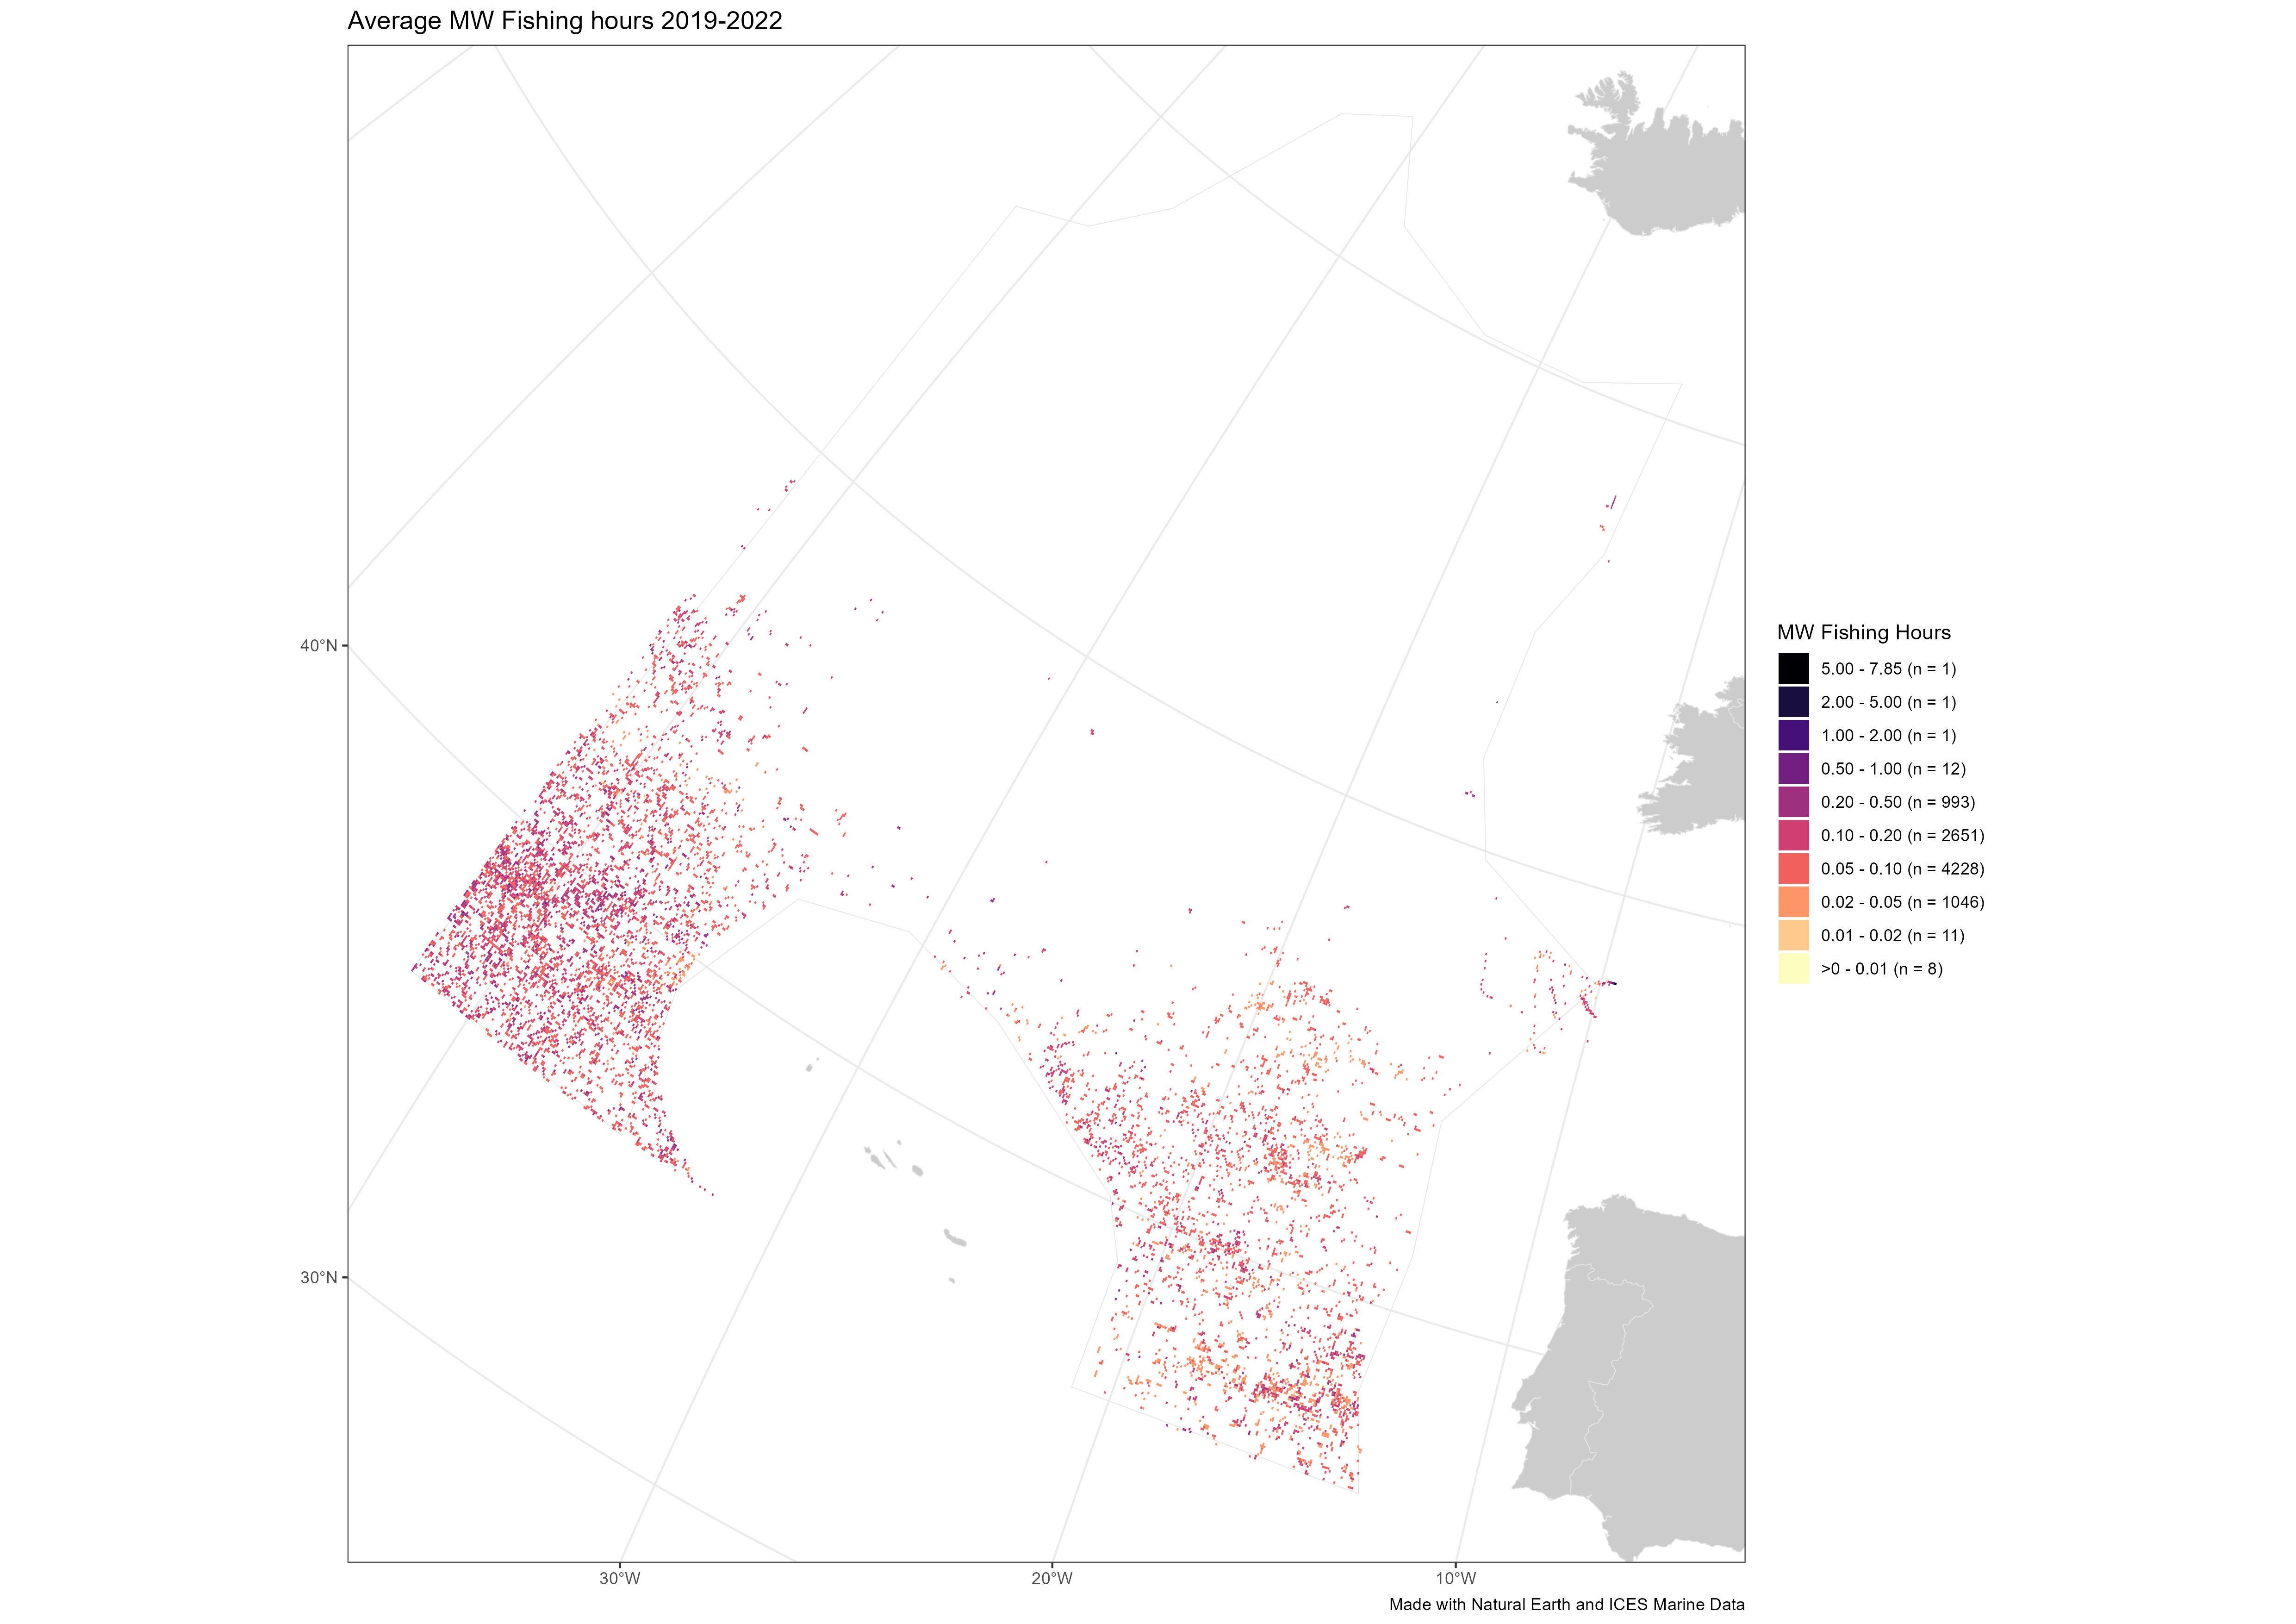 Average MW Fishing hours 2019-2022
40°N
30°N
30°W
20°W
10°W
MW Fishing Hours
5.00 - 7.85 (n = 1)
2.00 - 5.00 (n = 1)
1.00 - 2.00 (n = 1)
0.50 - 1.00 (n = 12)
0.20 - 0.50 (n = 993)
0.10 - 0.20 (n = 2651)
0.05 - 0.10 (n = 4228)
0.02 - 0.05 (n = 1046)
0.01 - 0.02 (n = 11)
>0 - 0.01 (n = 8)
Made with Natural Earth and ICES Marine Data